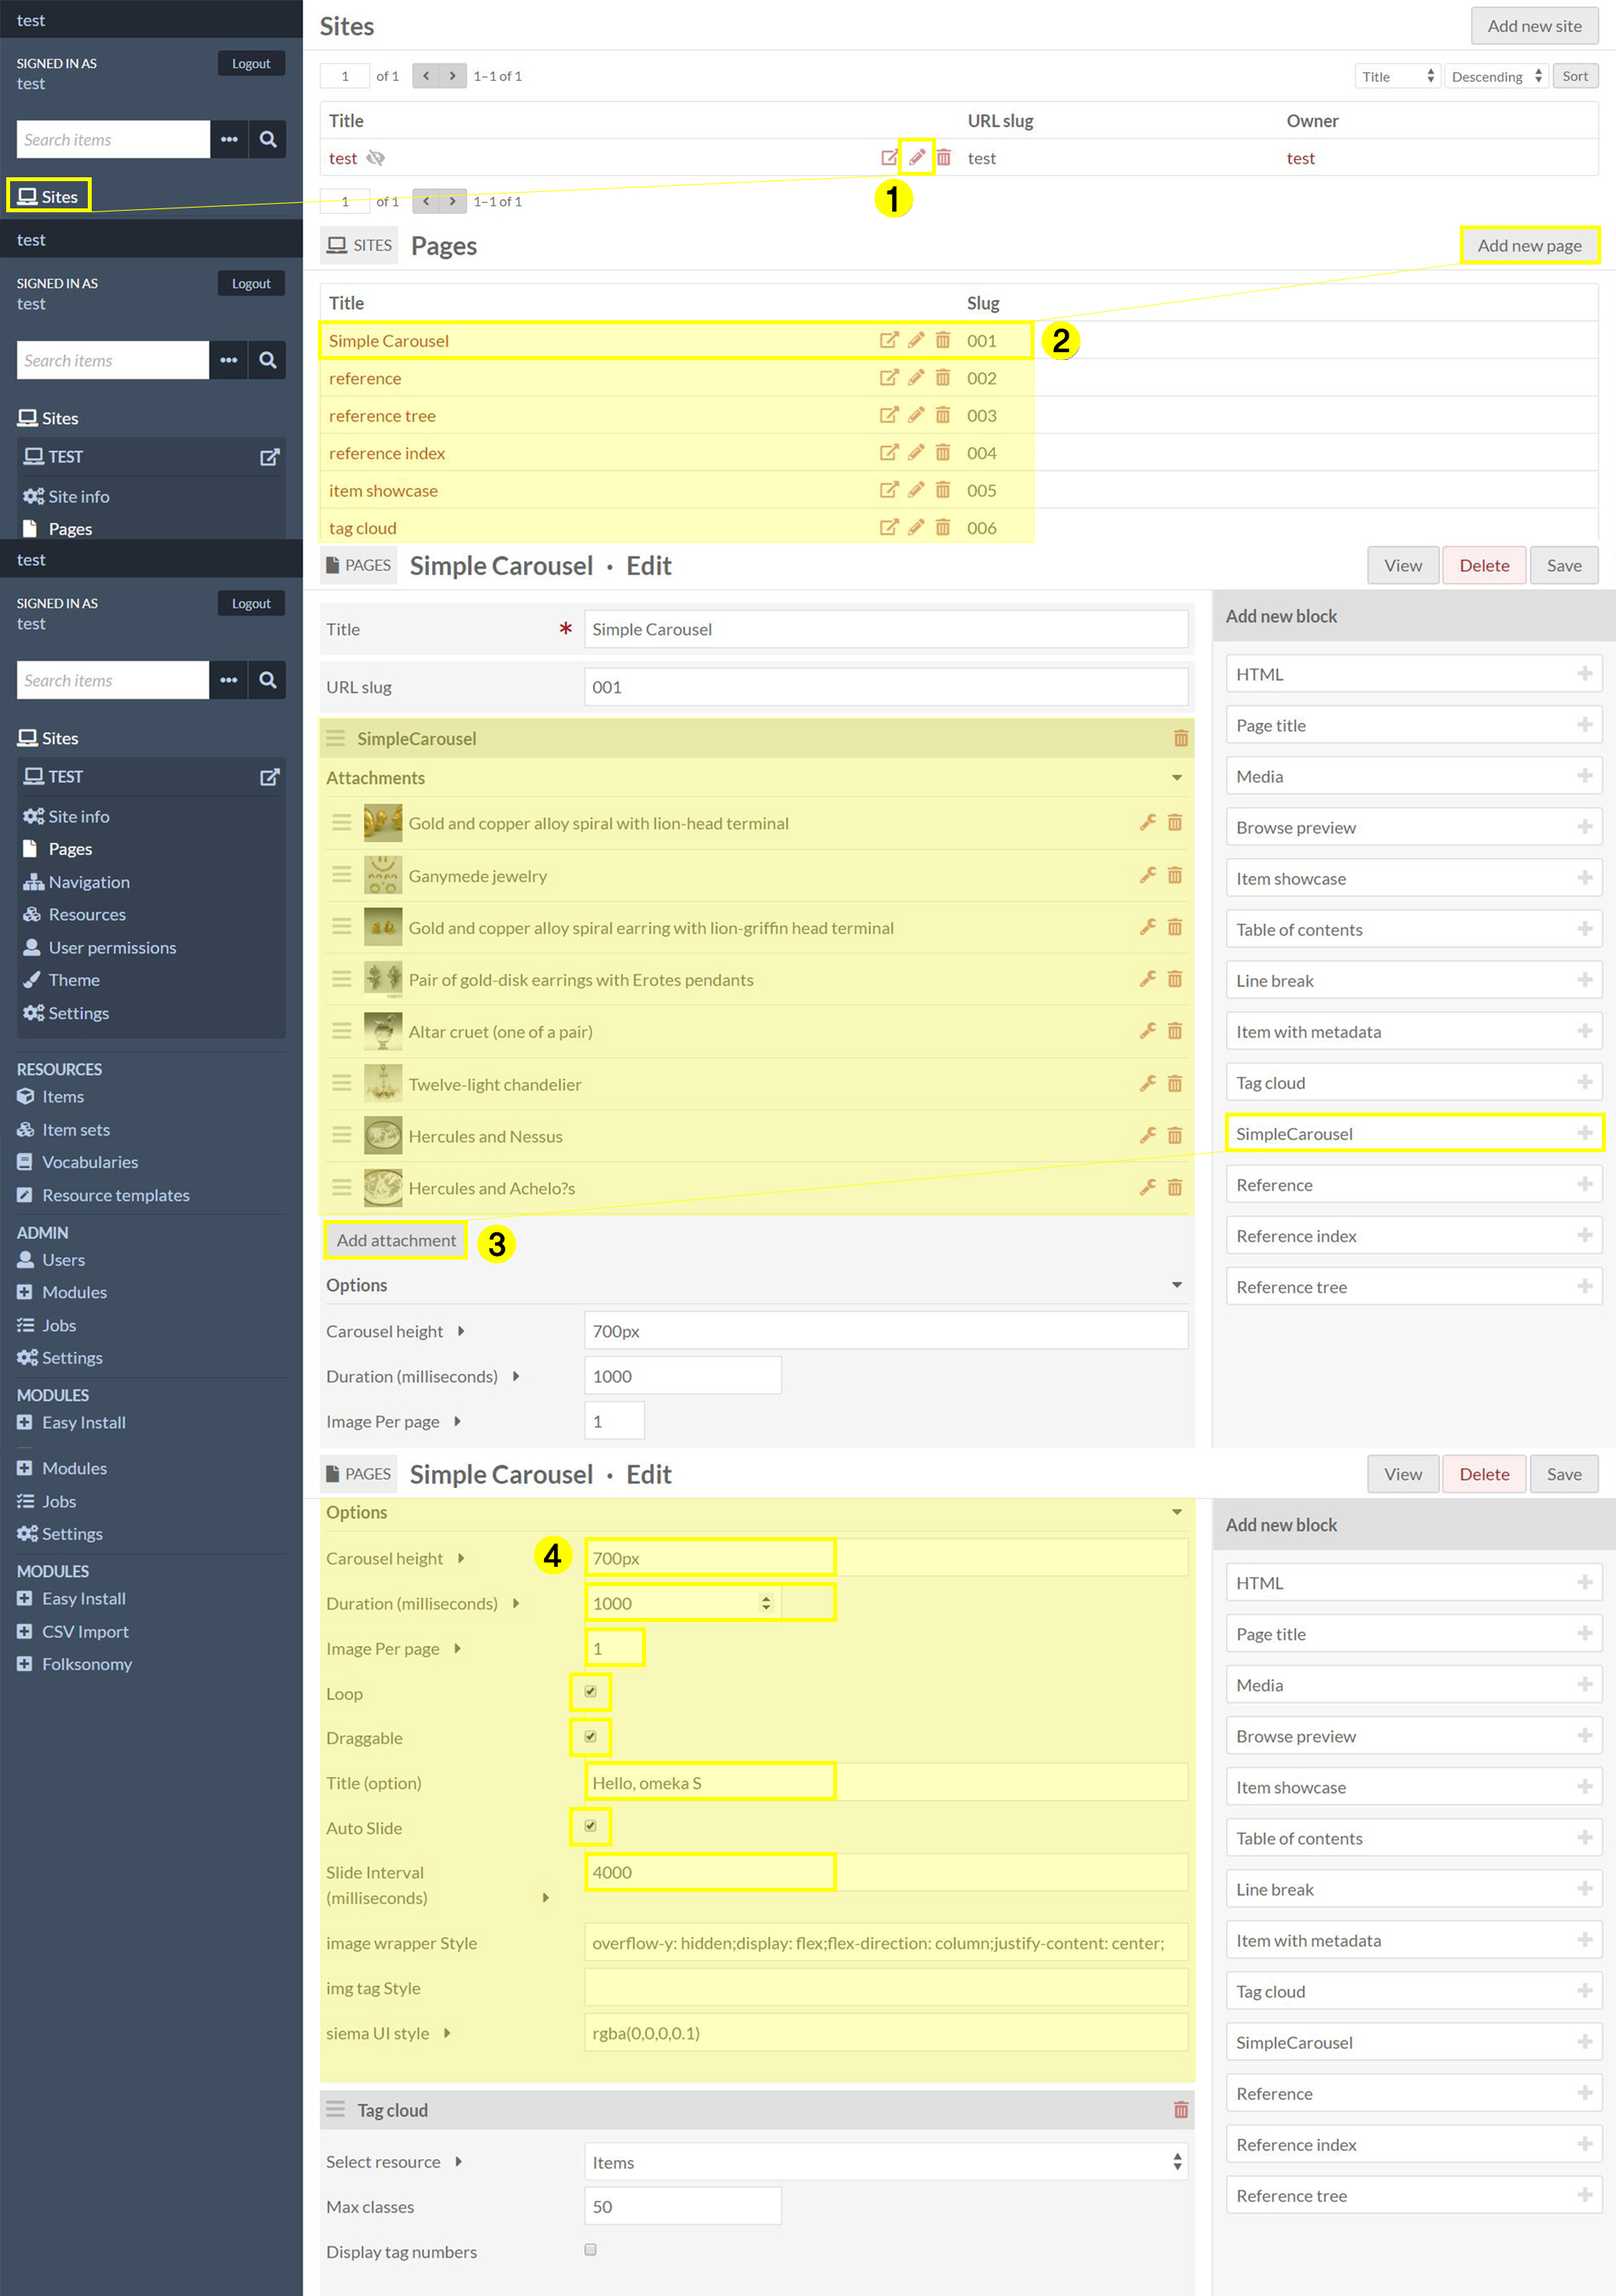 test
SIGNED IN AS
Logout
test
Search items
Sites
Sites
Add new site
1 of 1 1–1 of 1
Title Descending Sort
Title URL slug Owner
test test test
1
1 of 1 1–1 of 1
test
SIGNED IN AS
Logout
test
Search items
Sites
TEST
Site info
Pages
SITES Pages
Add new page
Title Slug
Simple Carousel 001
2
reference 002
reference tree 003
reference index 004
item showcase 005
tag cloud 006
test
SIGNED IN AS
Logout
test
Search items
Sites
TEST
Site info
Pages
Navigation
Resources
User permissions
Theme
Settings
RESOURCES
Items
Item sets
Vocabularies
Resource templates
ADMIN
Users
Modules
Jobs
Settings
MODULES
Easy Install
PAGES Simple Carousel · Edit
View Delete Save
Title * Simple Carousel
URL slug 001
SimpleCarousel
Attachments
Gold and copper alloy spiral with lion-head terminal
Ganymede jewelry
Gold and copper alloy spiral earring with lion-griffin head terminal
Pair of gold-disk earrings with Erotes pendants
Altar cruet (one of a pair)
Twelve-light chandelier
Hercules and Nessus
Hercules and Achelo?s
Add attachment
3
Options
Carousel height 700px
Duration (milliseconds) 1000
Image Per page 1
Add new block
HTML
Page title
Media
Browse preview
Item showcase
Table of contents
Line break
Item with metadata
Tag cloud
SimpleCarousel
Reference
Reference index
Reference tree
Modules
Jobs
Settings
MODULES
Easy Install
CSV Import
Folksonomy
PAGES Simple Carousel · Edit
View Delete Save
Options
4
Carousel height 700px
Duration (milliseconds) 1000
Image Per page 1
Loop
Draggable
Title (option) Hello, omeka S
Auto Slide
Slide Interval
(milliseconds)
4000
image wrapper Style overflow-y: hidden;display: flex;flex-direction: column;justify-content: center;
img tag Style
siema UI style rgba(0,0,0,0.1)
Tag cloud
Select resource Items
Max classes 50
Display tag numbers
Add new block
HTML
Page title
Media
Browse preview
Item showcase
Table of contents
Line break
Item with metadata
Tag cloud
SimpleCarousel
Reference
Reference index
Reference tree